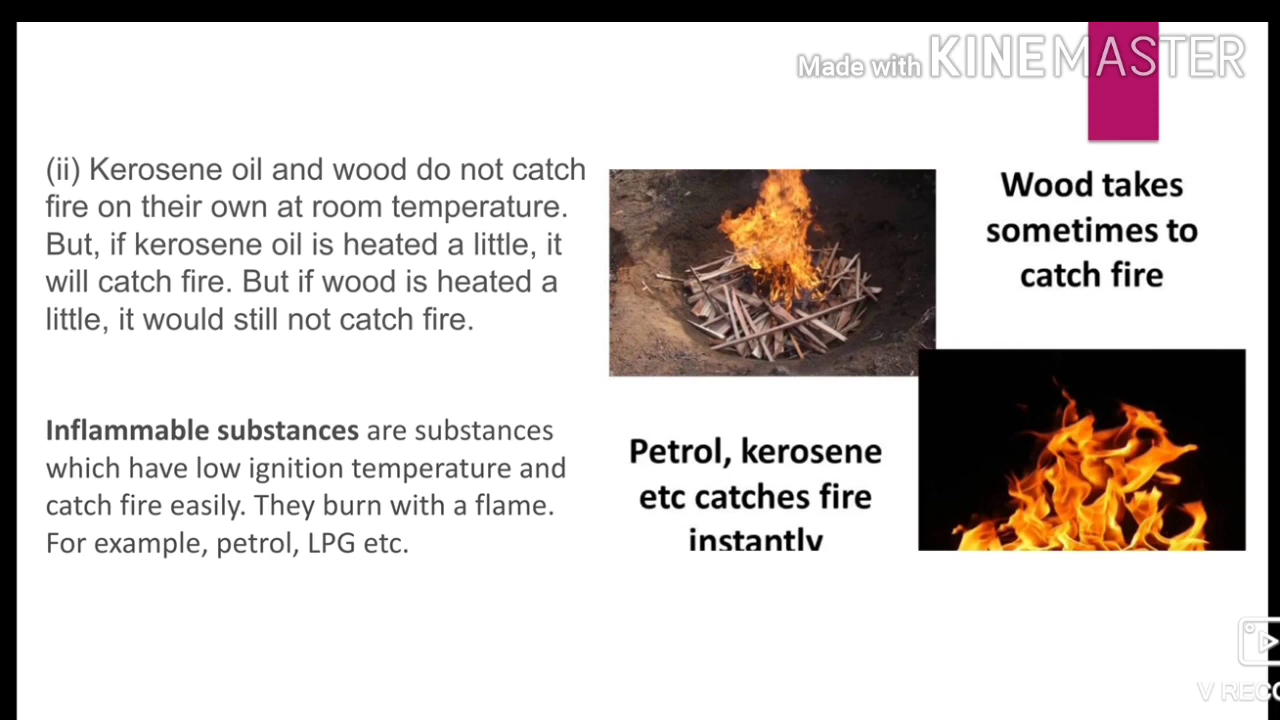 Made with KINEMASTER
(ii) Kerosene oil and wood do not catch
fire on their own at room temperature.
But, if kerosene oil is heated a little, it
will catch fire. But if wood is heated a
little, it would still not catch fire.
Inflammable substances are substances
which have low ignition temperature and
catch fire easily. They burn with a flame.
For example, petrol, LPG etc.
Wood takes
sometimes to
catch fire
Petrol, kerosene
etc catches fire
instantly
V RECO